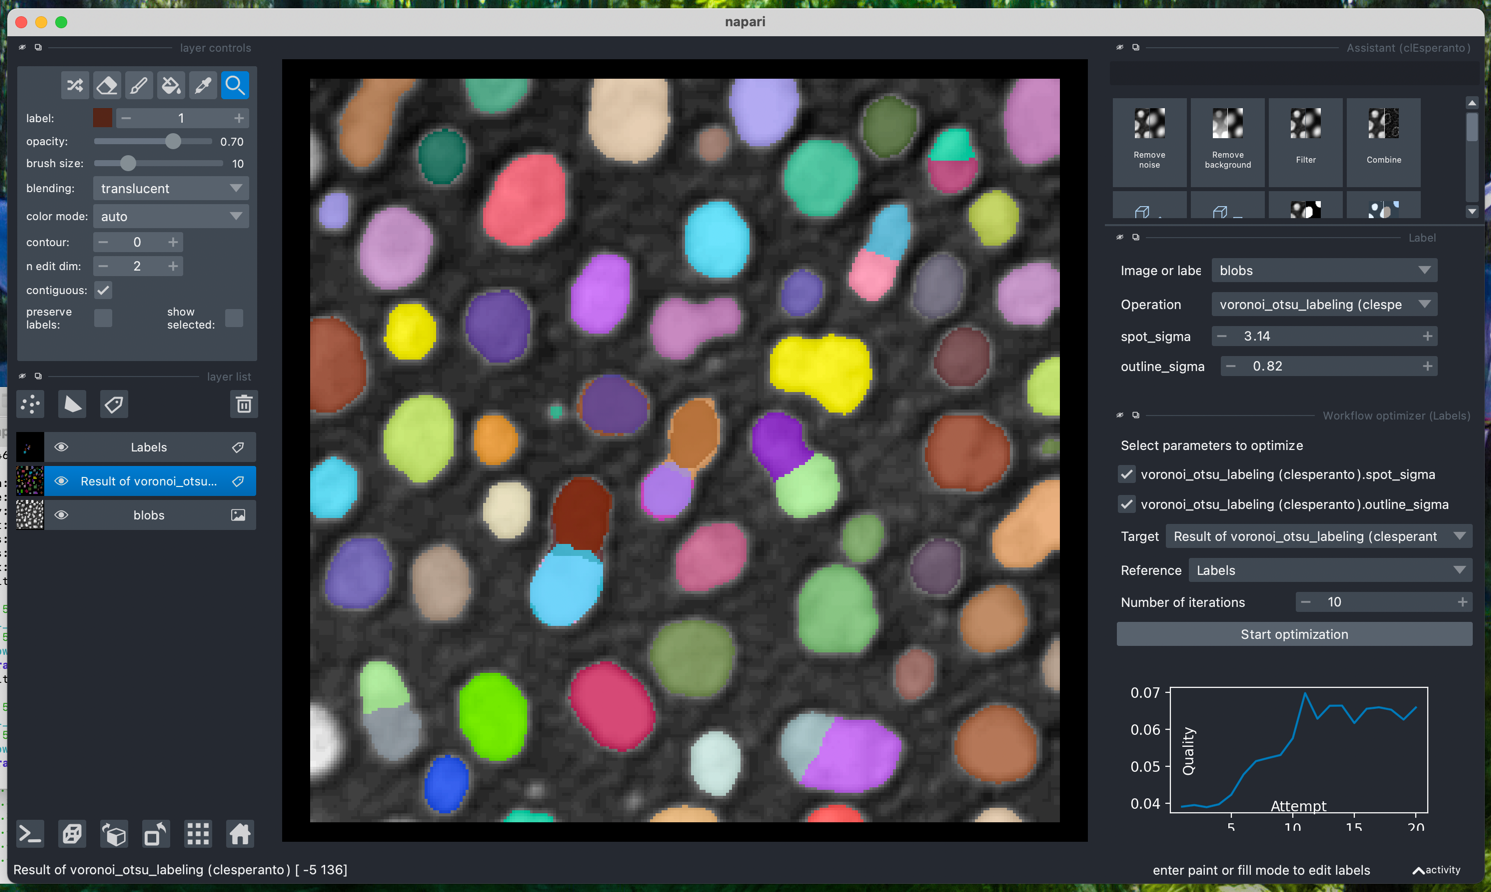 napari
layer controls
label:
1
opacity:
0.70
brush size:
10
blending:
translucent
color mode:
auto
contour:
0
n edit dim:
2
contiguous:
preserve
labels:
show
selected:
layer list
Labels
Result of voronoi_otsu...
blobs
Assistant (clEsperanto)
Remove
noise
Remove
background
Filter
Combine
Label
Image or labe
blobs
Operation
voronoi_otsu_labeling (clespe
spot_sigma
3.14
outline_sigma
0.82
Workflow optimizer (Labels)
Select parameters to optimize
voronoi_otsu_labeling (clesperanto).spot_sigma
voronoi_otsu_labeling (clesperanto).outline_sigma
Target
Result of voronoi_otsu_labeling (clesperant
Reference
Labels
Number of iterations
10
Start optimization
0.07
0.06
0.05
0.04
Quality
Attempt
5
10
15
20
Result of voronoi_otsu_labeling (clesperanto) [ -5 136]
enter paint or fill mode to edit labels
activity